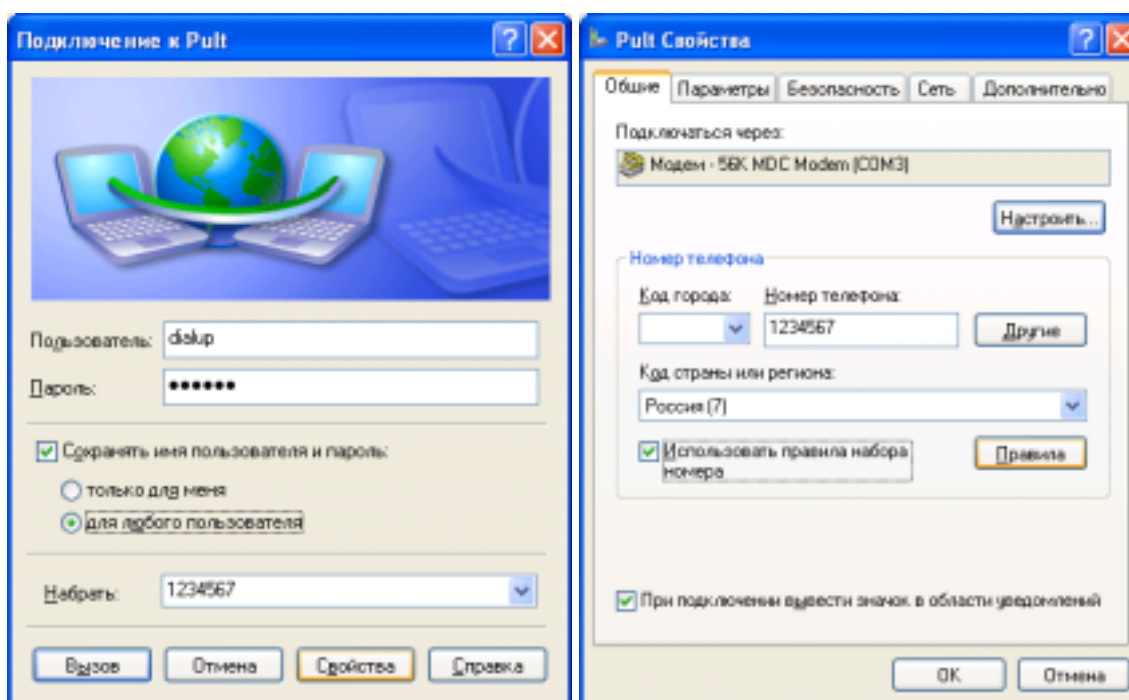 Подключение к Pult
Пользователь: dialup
Пароль: ••••••
Сохранять имя пользователя и пароль:
только для меня
для любого пользователя
Набрать: 1234567
Вызов Отмена Свойства Справка
Pult Свойства
Общие Параметры Безопасность Сеть Дополнительно
Подключаться через:
Модем - 56K MDC Modem (COM3)
Настроить...
Номер телефона
Код города: Номер телефона:
1234567 Другие
Код страны или региона:
Россия (7)
Использовать правила набора
номера
Правила
При подключении вывести значок в области уведомлений
OK Отмена